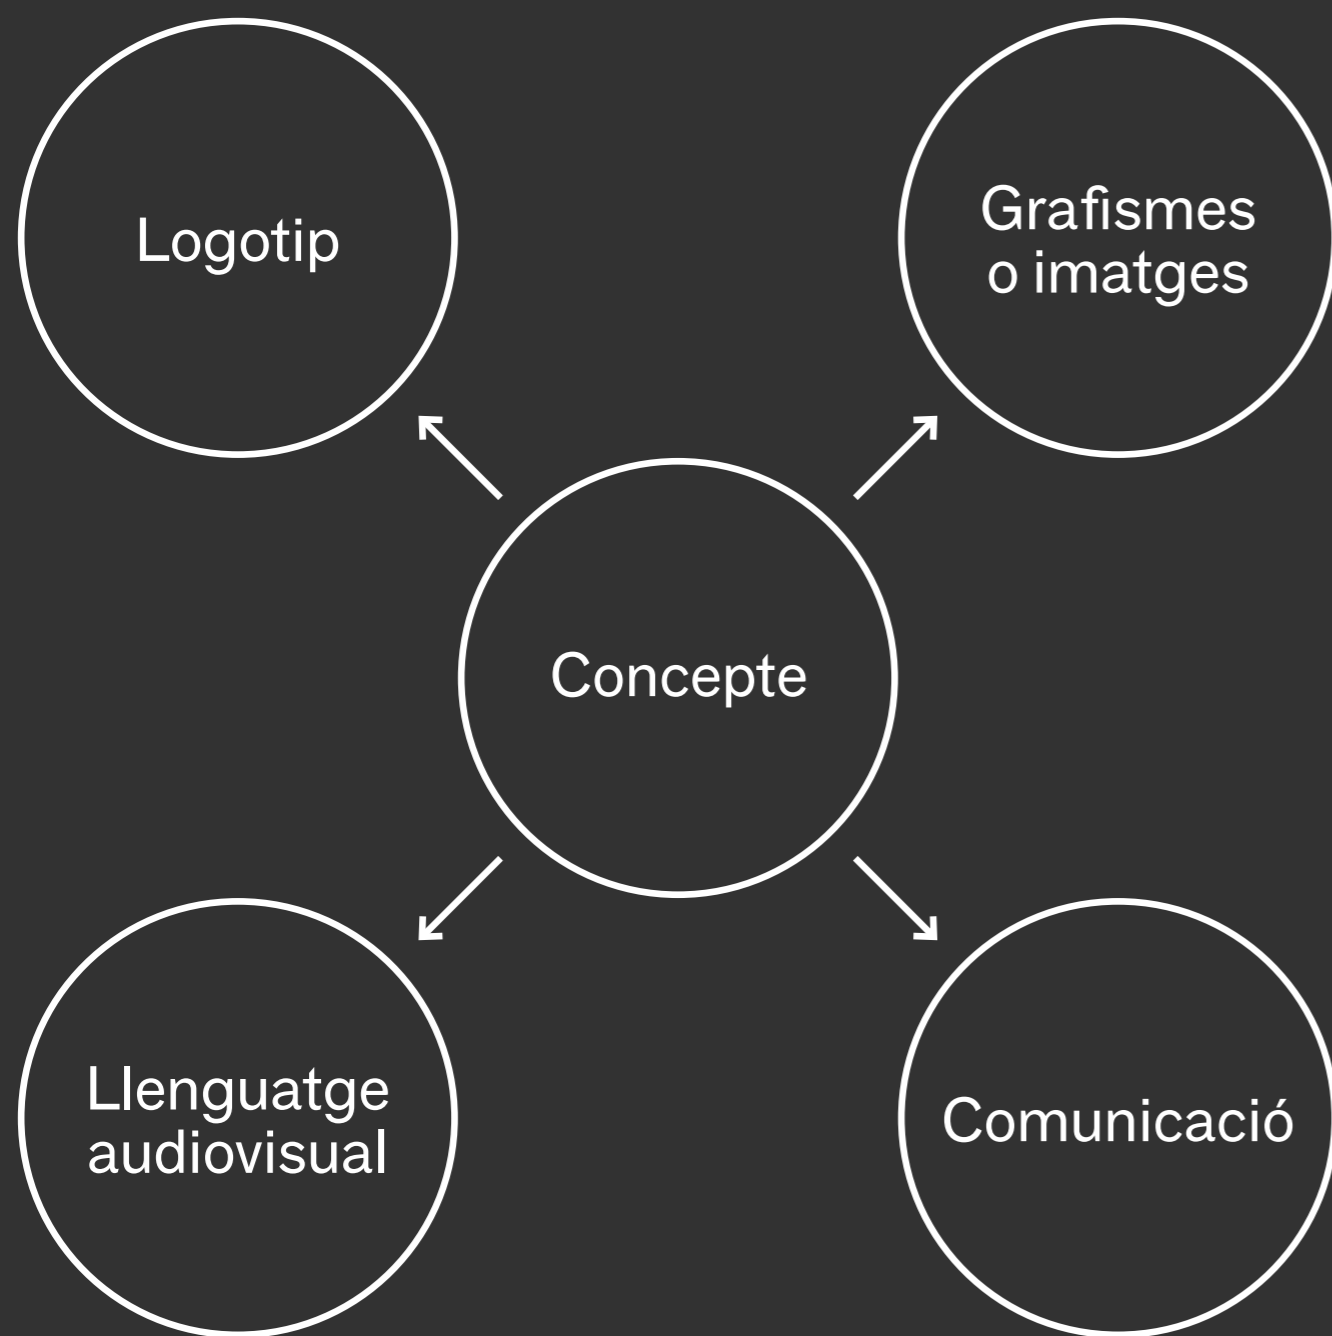 Logotip
Grafismes
o imatges
Concepte
Llenguatge
audiovisual
Comunicació